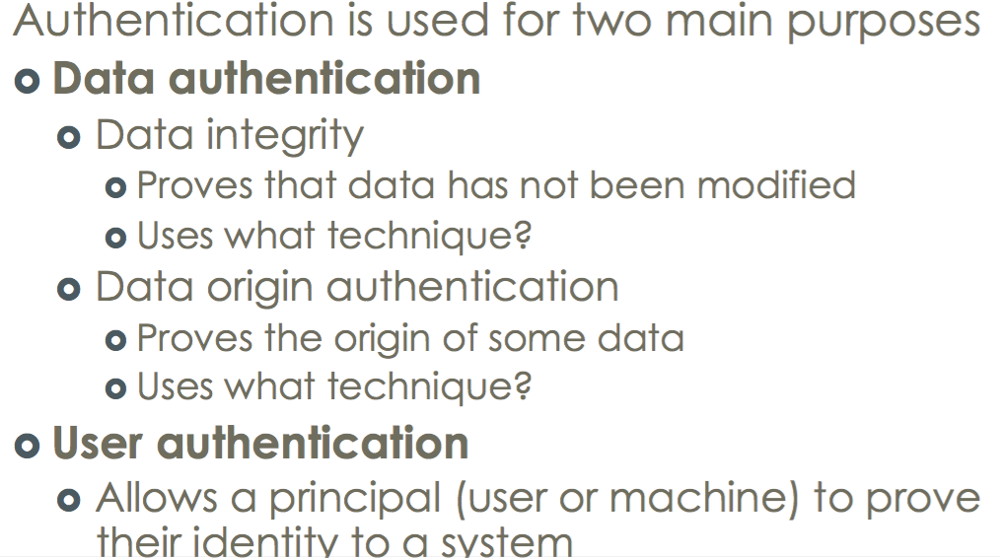 Authentication is used for two main purposes
Data authentication
Data integrity
Proves that data has not been modified
Uses what technique?
Data origin authentication
Proves the origin of some data
Uses what technique?
User authentication
Allows a principal (user or machine) to prove
their identity to a system